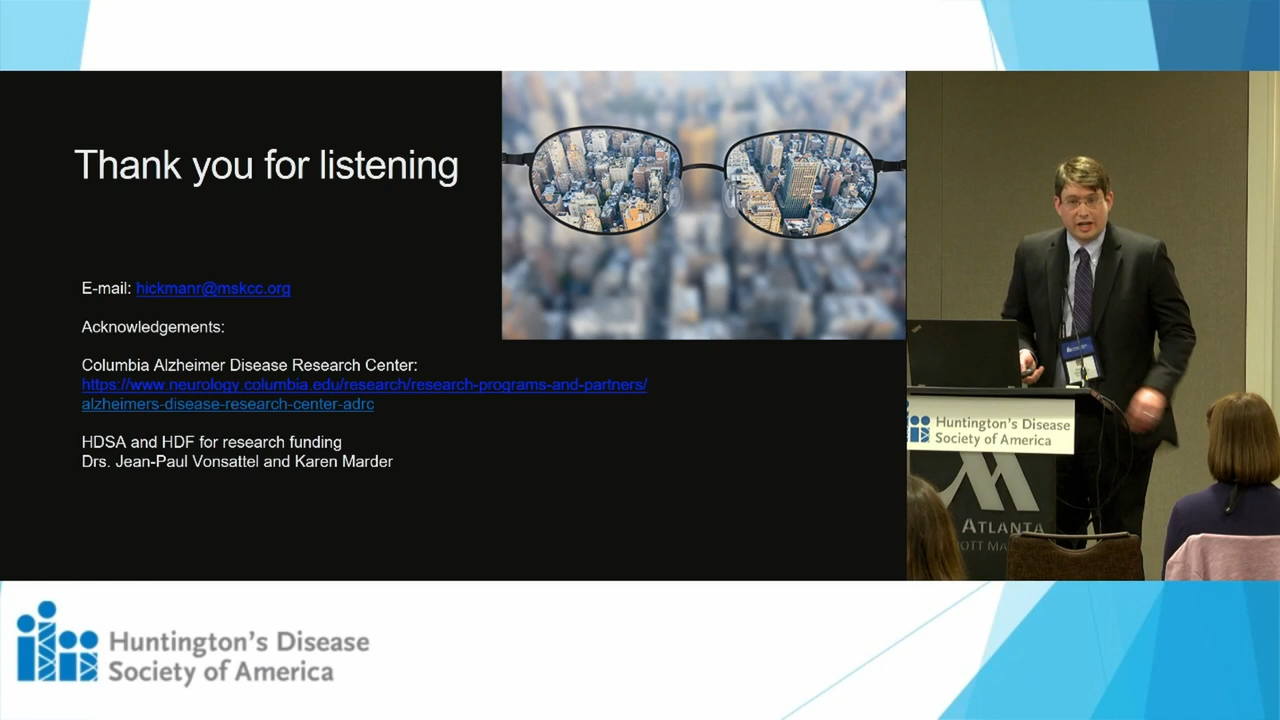 Thank you for listening
E-mail: hickmanr@mskcc.org
Acknowledgements:
Columbia Alzheimer Disease Research Center:
https://www.neurology.columbia.edu/research/research-programs-and-partners/
alzheimers-disease-research-center-adrc
HDSA and HDF for research funding
Drs. Jean-Paul Vonsattel and Karen Marder
Huntington's Disease
Society of America
ATLANTA
OTT MA
Huntington's Disease
Society of America